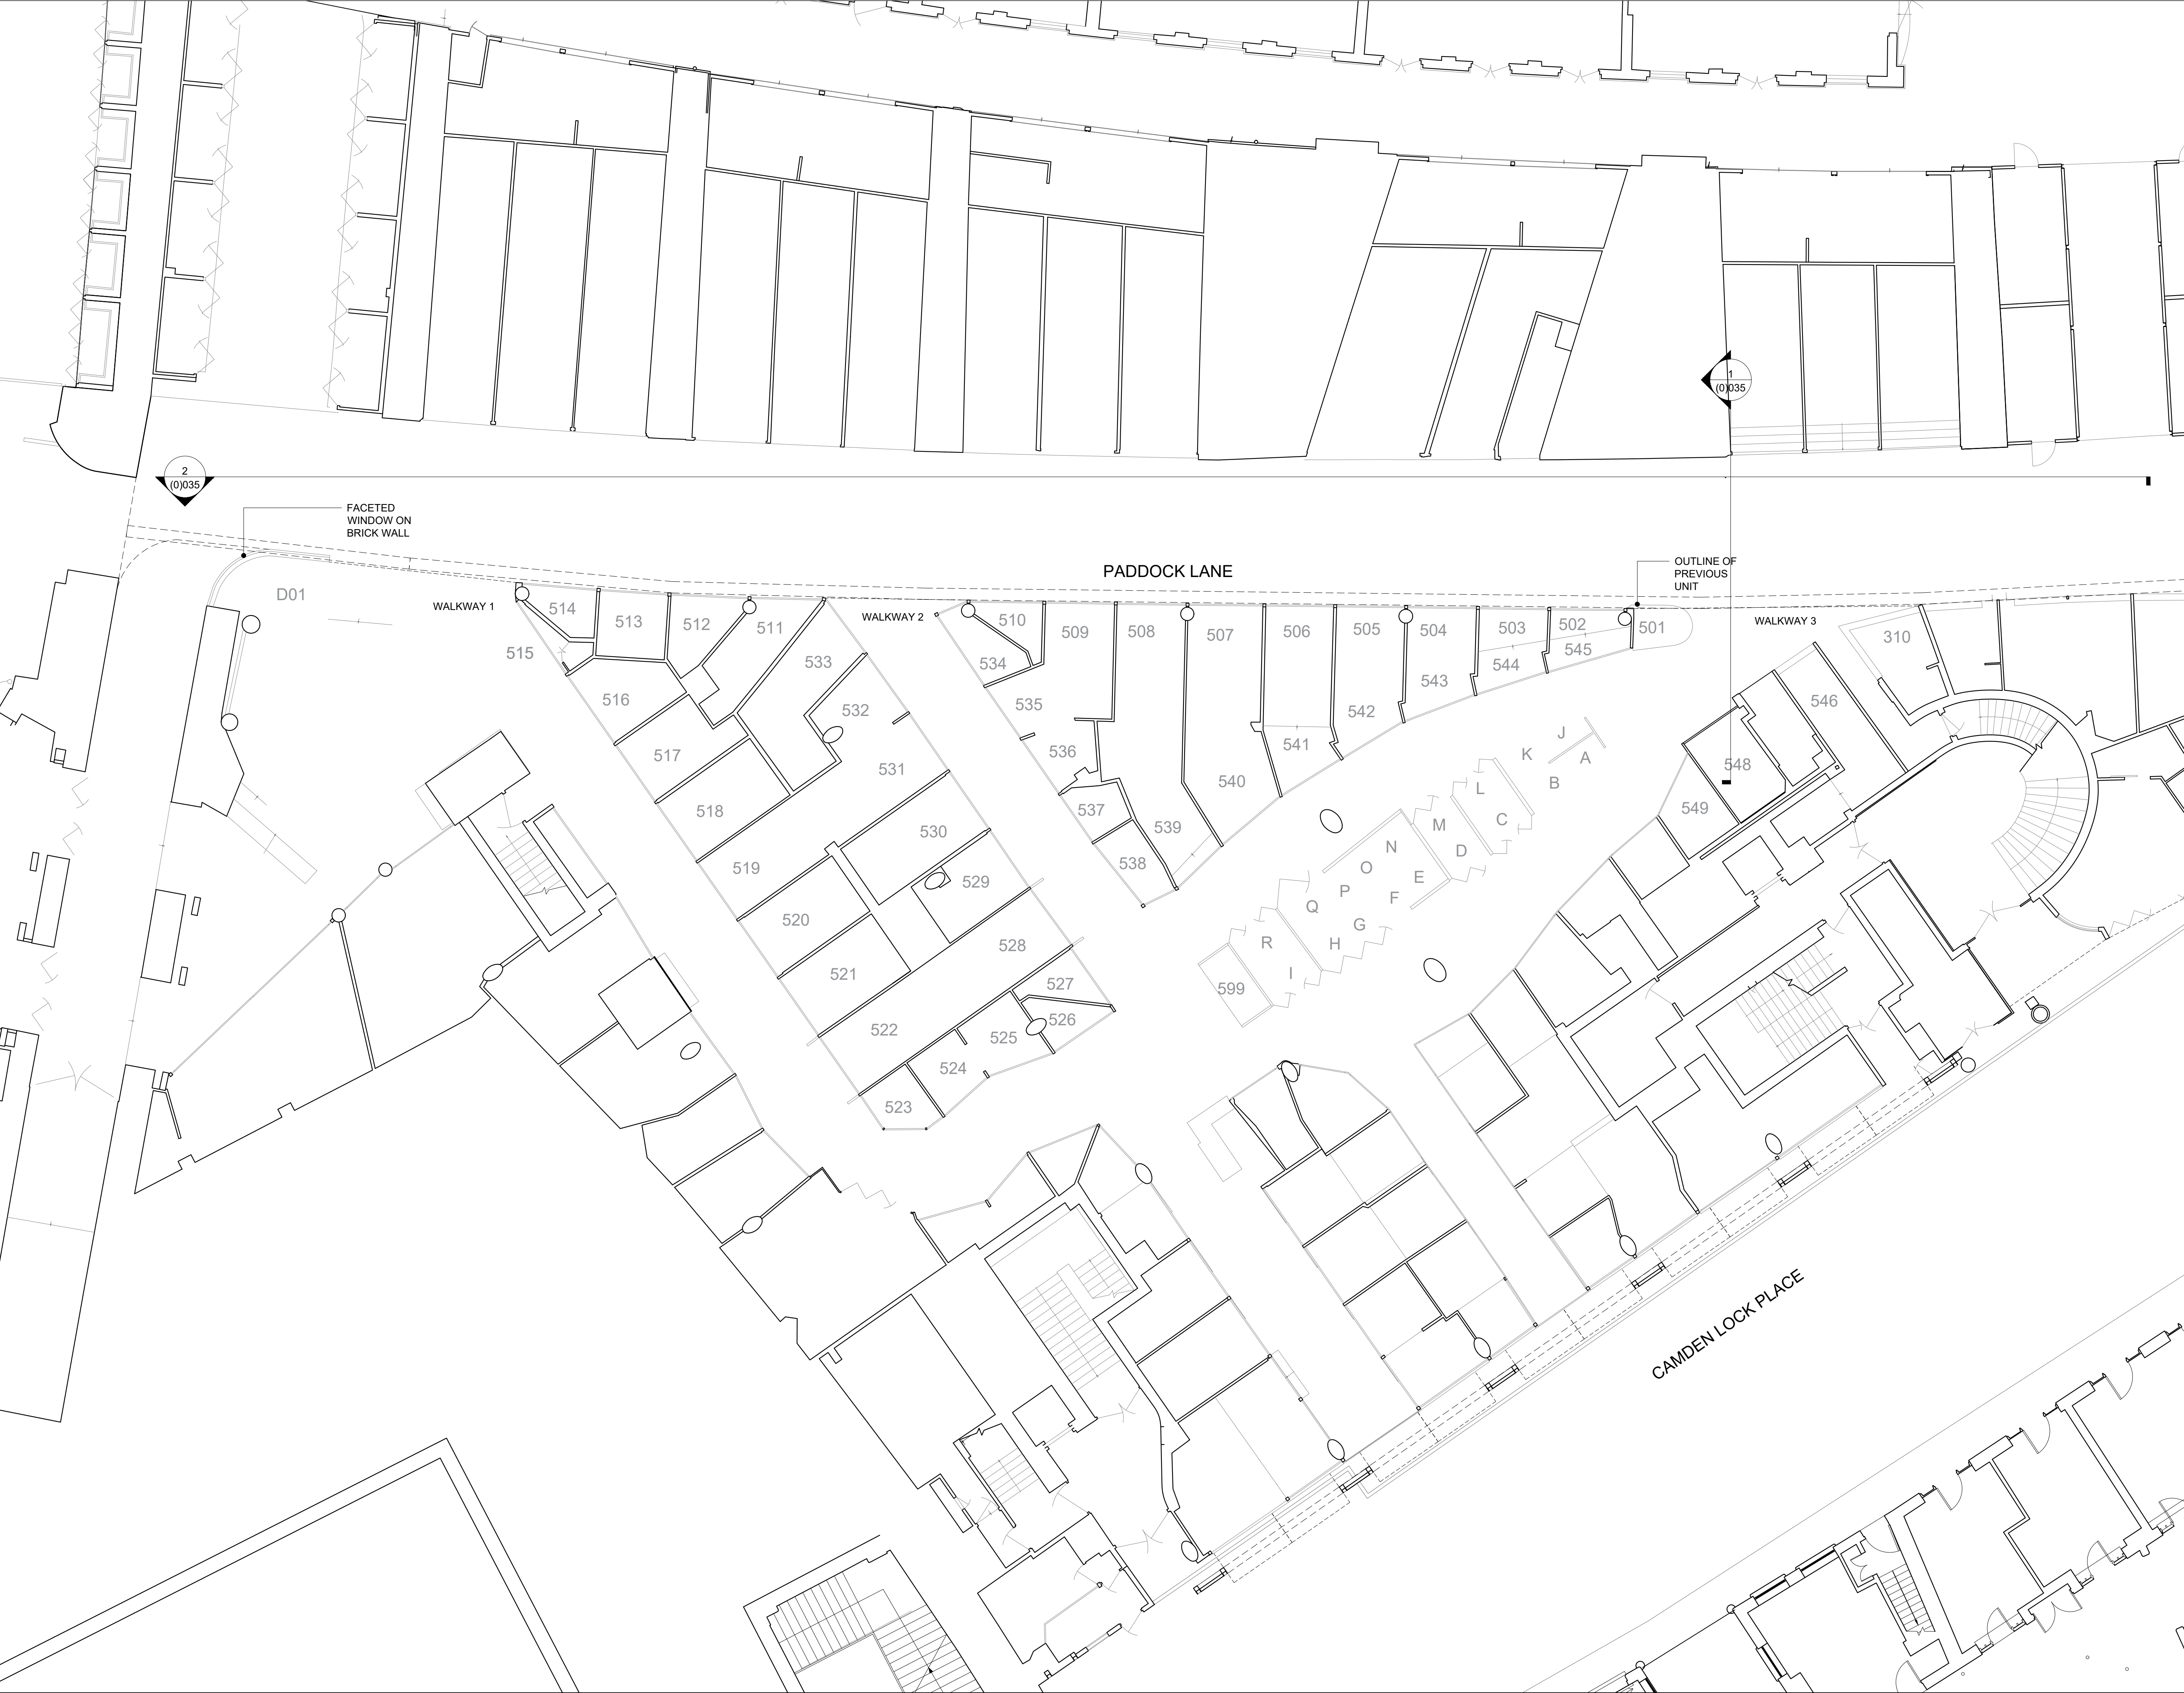 1
(0)035
2
(0)035
FACETED
WINDOW ON
BRICK WALL
PADDOCK LANE
OUTLINE OF
PREVIOUS
UNIT
D01
WALKWAY 1
WALKWAY 2
WALKWAY 3
514
513
512
511
510
509
508
507
506
505
504
503
502
501
310
515
516
533
534
535
532
517
531
536
537
518
530
519
529
538
539
540
541
542
543
544
545
546
548
549
520
521
528
527
526
525
522
524
523
J
K
A
B
L
C
M
D
N
O
E
P
F
Q
G
R
H
I
599
CAMDEN LOCK PLACE